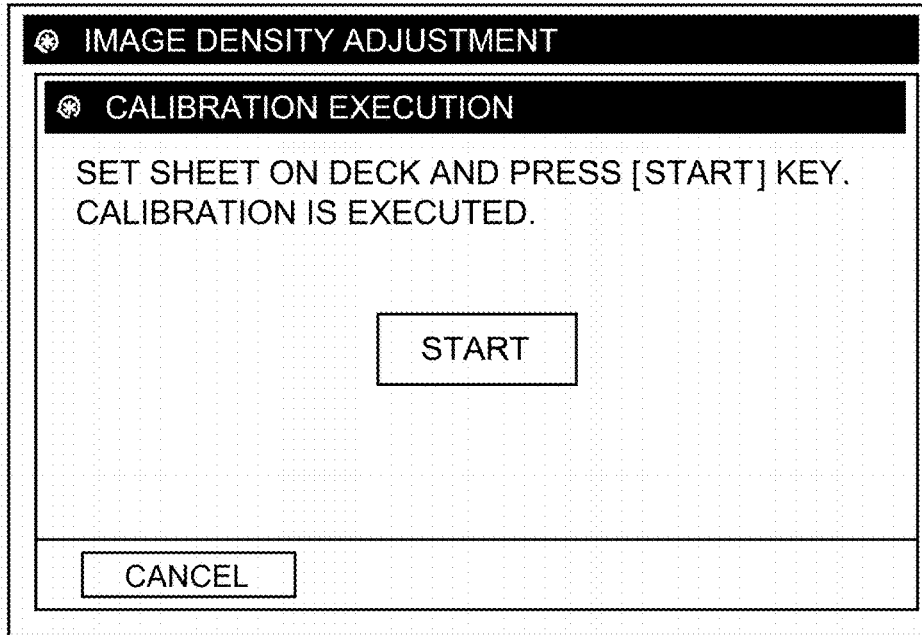 IMAGE DENSITY ADJUSTMENT
CALIBRATION EXECUTION
SET SHEET ON DECK AND PRESS [START] KEY.
CALIBRATION IS EXECUTED.
START
CANCEL